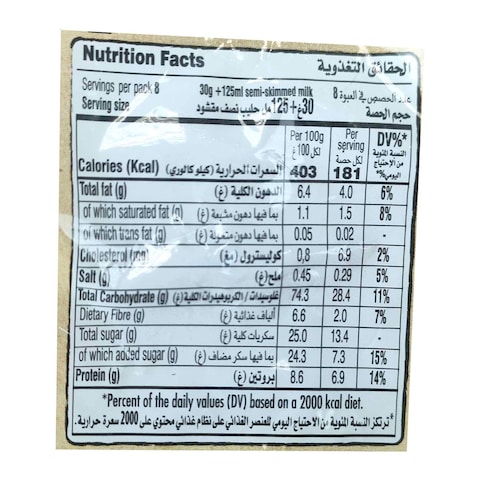 Nutrition Facts الحقائق التغذوية
Servings per pack 8 30g +125ml semi-skimmed milk عدد الحصص في العبوة 8
Serving size 30غ+125مل حليب نصف مقشود حجم الحصة
Per 100g لكل 100غ Per serving لكل حصة DV%* النسبة المئوية من الاحتياج اليومي%*
Calories (Kcal) السعرات الحرارية (كيلو كالوري) 403 181
Total fat (g) الدهون الكلية (غ) 6.4 4.0 6%
of which saturated fat (g) بما فيها دهون مشبعة (غ) 1.1 1.5 8%
of which trans fat (g) بما فيها دهون متحولة (غ) 0.05 0.02 -
Cholesterol (mg) كوليسترول (مغ) 0,8 6.9 2%
Salt (g) ملح (غ) 0.45 0.29 5%
Total Carbohydrate (g) غلوسيدات/ الكربوهيدرات الكلية (غ) 74.3 28.4 11%
Dietary Fibre (g) ألياف غذائية (غ) 6.6 2.0 7%
Total sugar (g) سكريات كلية (غ) 25.0 13.4 -
of which added sugar (g) بما فيها سكر مضاف (غ) 24.3 7.3 15%
Protein (g) بروتين (غ) 8.6 6.9 14%
*Percent of the daily values (DV) based on a 2000 kcal diet.
*ترتكز النسبة المئوية من الاحتياج اليومي للعنصر الغذائي على نظام غذائي محتوي على 2000 سعرة حرارية.